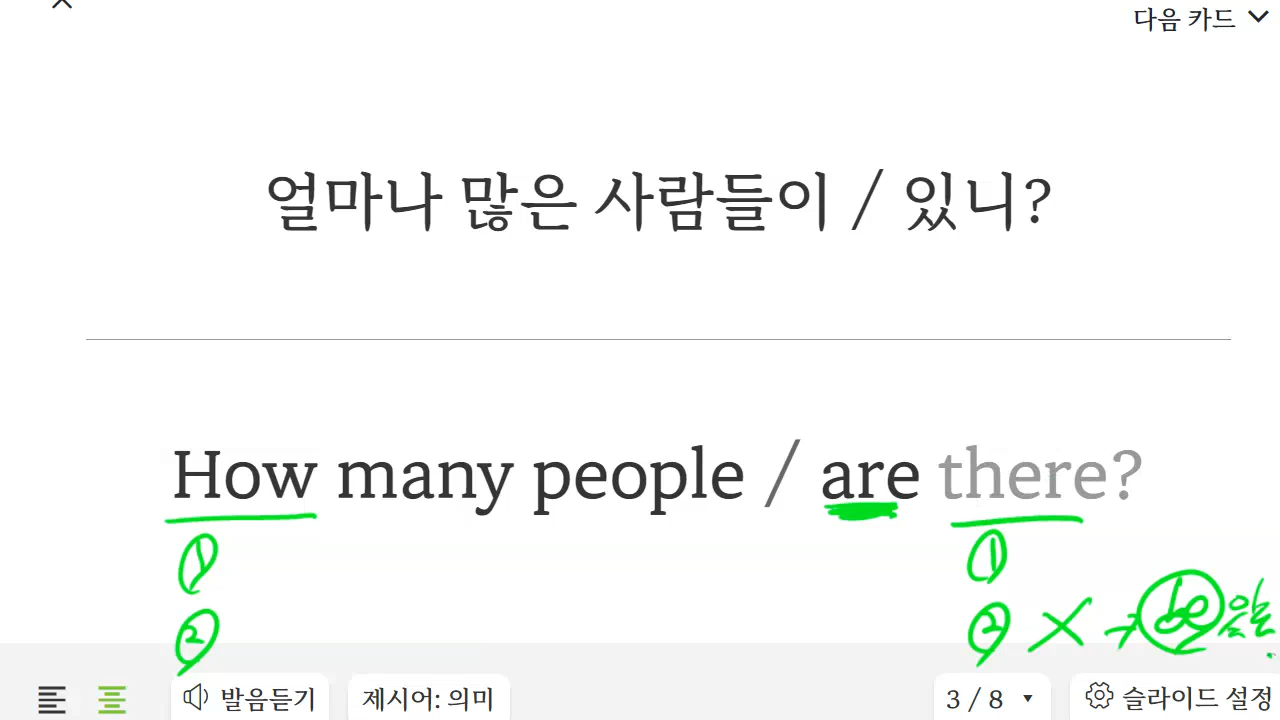 다음 카드
얼마나 많은 사람들이 / 있니?
How many people / are there?
① ①
② ② X → be
발음듣기 제시어: 의미 3 / 8 슬라이드 설정